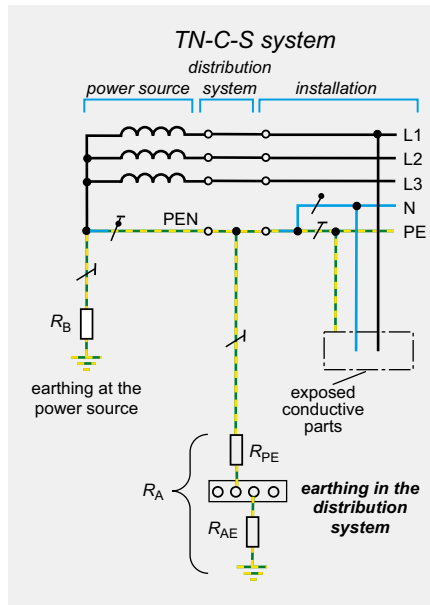 TN-C-S system
distribution
power source system installation
L1
L2
L3
N
PEN PE
RB
earthing at the
power source
exposed
conductive
parts
RPE
RA
earthing in the
distribution
system
RAE